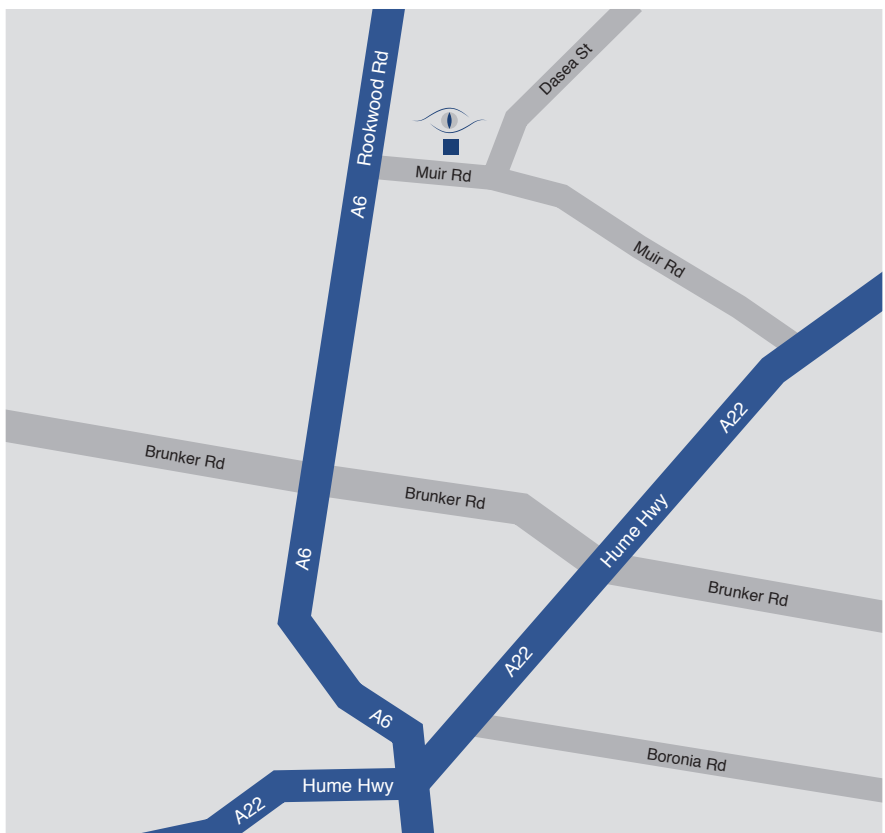 Dasea St
Rookwood Rd
Muir Rd
A6
Muir Rd
A22
Brunker Rd
Brunker Rd
Hume Hwy
A6
Brunker Rd
A22
A6
Boronia Rd
Hume Hwy
A22